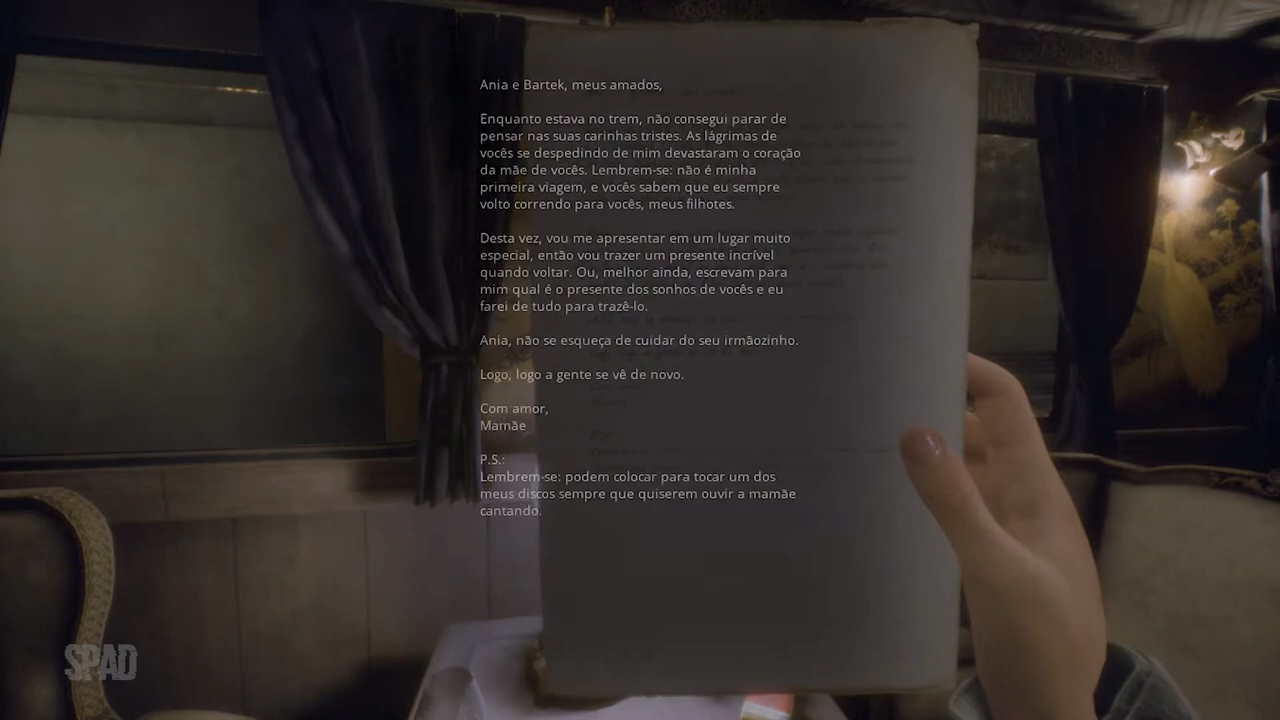 Ania e Bartek, meus amados,
Enquanto estava no trem, não consegui parar de
pensar nas suas carinhas tristes. As lágrimas de
vocês se despedindo de mim devastaram o coração
da mãe de vocês. Lembrem-se: não é minha
primeira viagem, e vocês sabem que eu sempre
volto correndo para vocês, meus filhotes.
Desta vez, vou me apresentar em um lugar muito
especial, então vou trazer um presente incrível
quando voltar. Ou, melhor ainda, escrevam para
mim qual é o presente dos sonhos de vocês e eu
farei de tudo para trazê-lo.
Ania, não se esqueça de cuidar do seu irmãozinho.
Logo, logo a gente se vê de novo.
Com amor,
Mamãe
P.S.:
Lembrem-se: podem colocar para tocar um dos
meus discos sempre que quiserem ouvir a mamãe
cantando.
SPAD